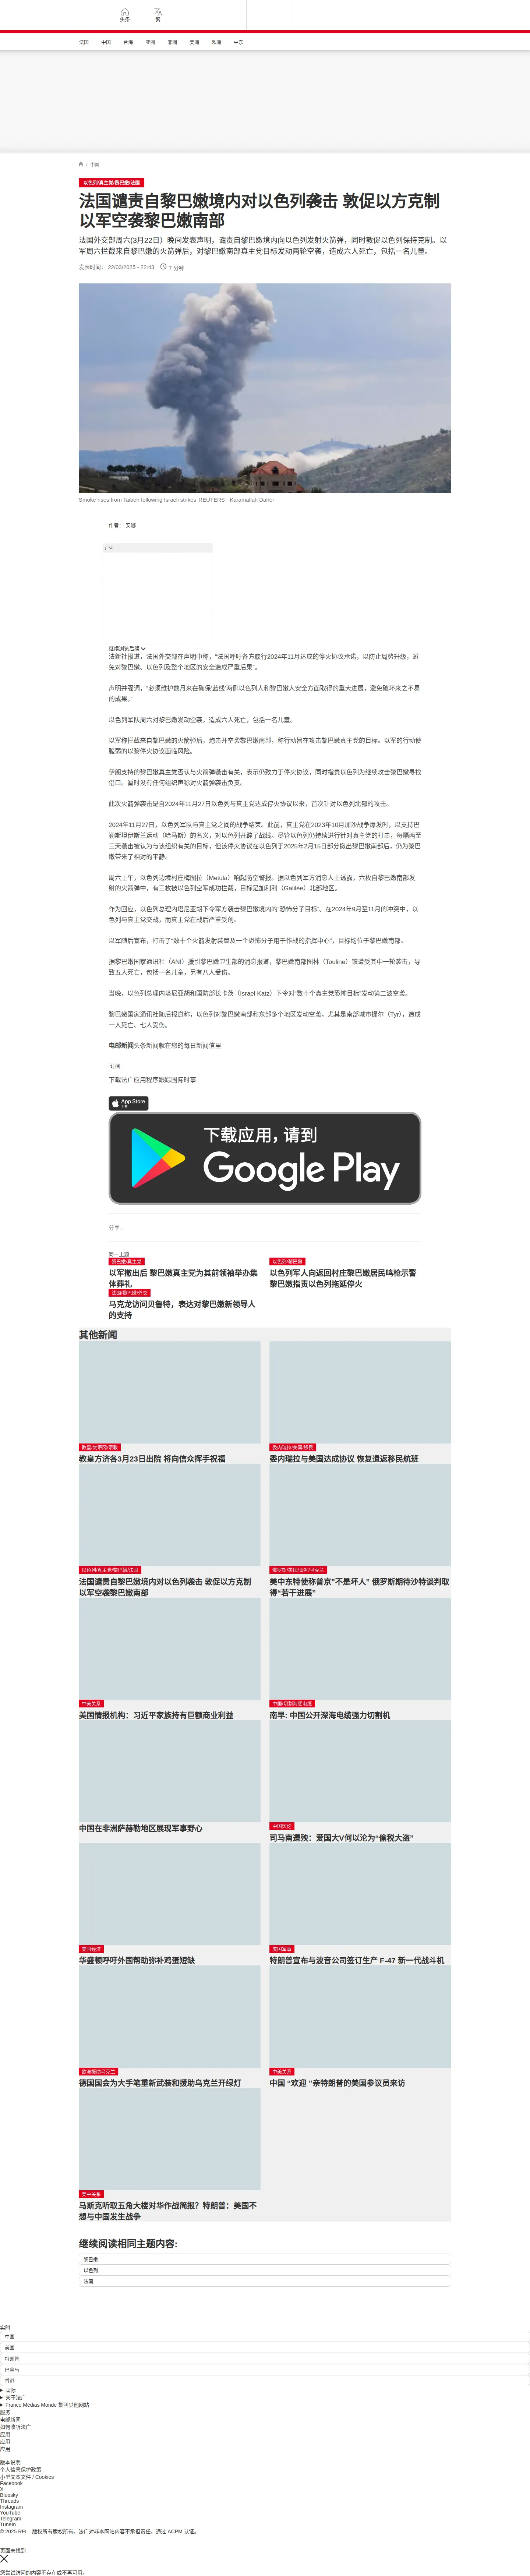 头条
繁
法国
中国
台海
亚洲
非洲
美洲
欧洲
中东
/ 中国
以色列/真主党/黎巴嫩/法国
法国谴责自黎巴嫩境内对以色列袭击 敦促以方克制
以军空袭黎巴嫩南部
法国外交部周六(3月22日）晚间发表声明，谴责自黎巴嫩境内向以色列发射火箭弹，同时敦促以色列保持克制。以
军周六拦截来自黎巴嫩的火箭弹后，对黎巴嫩南部真主党目标发动两轮空袭，造成六人死亡，包括一名儿童。
发表时间： 22/03/2025 - 22:43 7 分钟
Smoke rises from Taibeh following Israeli strikes REUTERS - Karamallah Daher
作者： 安娜
广告
继续浏览后续
法新社报道，法国外交部在声明中称，“法国呼吁各方履行2024年11月达成的停火协议承诺，以防止局势升级，避
免对黎巴嫩、以色列及整个地区的安全造成严重后果”。
声明并强调，“必须维护数月来在确保‘蓝线’两侧以色列人和黎巴嫩人安全方面取得的重大进展，避免破坏来之不易
的成果。”
以色列军队周六对黎巴嫩发动空袭，造成六人死亡，包括一名儿童。
以军称拦截来自黎巴嫩的火箭弹后，炮击并空袭黎巴嫩南部，称行动旨在攻击黎巴嫩真主党的目标。以军的行动使
脆弱的以黎停火协议面临风险。
伊朗支持的黎巴嫩真主党否认与火箭弹袭击有关，表示仍致力于停火协议，同时指责以色列为继续攻击黎巴嫩寻找
借口。暂时没有任何组织声称对火箭弹袭击负责。
此次火箭弹袭击是自2024年11月27日以色列与真主党达成停火协议以来，首次针对以色列北部的攻击。
2024年11月27日，以色列军队与真主党之间的战争结束。此前，真主党在2023年10月加沙战争爆发时，以支持巴
勒斯坦伊斯兰运动（哈马斯）的名义，对以色列开辟了战线。尽管以色列仍持续进行针对真主党的打击，每隔两至
三天袭击被认为与该组织有关的目标，但该停火协议在以色列于2025年2月15日部分撤出黎巴嫩南部后，仍为黎巴
嫩带来了相对的平静。
周六上午，以色列边境村庄梅图拉（Metula）响起防空警报。据以色列军方消息人士透露，六枚自黎巴嫩南部发
射的火箭弹中，有三枚被以色列空军成功拦截，目标是加利利（Galilée）北部地区。
作为回应，以色列总理内塔尼亚胡下令军方袭击黎巴嫩境内的“恐怖分子目标”。在2024年9月至11月的冲突中，以
色列与真主党交战，而真主党在战后严重受创。
以军随后宣布，打击了“数十个火箭发射装置及一个恐怖分子用于作战的指挥中心”，目标均位于黎巴嫩南部。
据黎巴嫩国家通讯社（ANI）援引黎巴嫩卫生部的消息报道，黎巴嫩南部图林（Touline）镇遭受其中一轮袭击，导
致五人死亡，包括一名儿童，另有八人受伤。
当晚，以色列总理内塔尼亚胡和国防部长卡茨（Israel Katz）下令对“数十个真主党恐怖目标”发动第二波空袭。
黎巴嫩国家通讯社随后报道称，以色列对黎巴嫩南部和东部多个地区发动空袭，尤其是南部城市提尔（Tyr），造成
一人死亡、七人受伤。
电邮新闻头条新闻就在您的每日新闻信里
订阅
下载法广应用程序跟踪国际时事
App Store
下载
下载应用，请到
Google Play
分享 :
同一主题
黎巴嫩/真主党
以军撤出后 黎巴嫩真主党为其前领袖举办集
体葬礼
以色列/黎巴嫩
以色列军人向返回村庄黎巴嫩居民鸣枪示警
黎巴嫩指责以色列拖延停火
法国/黎巴嫩/外交
马克龙访问贝鲁特，表达对黎巴嫩新领导人
的支持
其他新闻
教皇/梵蒂冈/宗教
教皇方济各3月23日出院 将向信众挥手祝福
委内瑞拉/美国/移民
委内瑞拉与美国达成协议 恢复遣返移民航班
以色列/真主党/黎巴嫩/法国
法国谴责自黎巴嫩境内对以色列袭击 敦促以方克制
以军空袭黎巴嫩南部
俄罗斯/美国/谈判/乌克兰
美中东特使称普京“不是坏人” 俄罗斯期待沙特谈判取
得“若干进展”
中美关系
美国情报机构：习近平家族持有巨额商业利益
中国/切割海底电缆
南早: 中国公开深海电缆强力切割机
中国在非洲萨赫勒地区展现军事野心
中国舆论
司马南遭殃：爱国大V何以沦为“偷税大盗”
美国经济
华盛顿呼吁外国帮助弥补鸡蛋短缺
美国军事
特朗普宣布与波音公司签订生产 F-47 新一代战斗机
欧洲援助乌克兰
德国国会为大手笔重新武装和援助乌克兰开绿灯
中美关系
中国 “欢迎 ”亲特朗普的美国参议员来访
美中关系
马斯克听取五角大楼对华作战简报？特朗普：美国不
想与中国发生战争
继续阅读相同主题内容:
黎巴嫩
以色列
法国
实时
中国
美国
特朗普
巴拿马
香港
国际
关于法广
France Médias Monde 集团其他网站
服务
电邮新闻
如何收听法广
应用
应用
应用
版本说明
个人信息保护政策
小型文本文件 / Cookies
Facebook
X
Bluesky
Threads
Instagram
YouTube
Telegram
TuneIn
© 2025 RFI – 版权所有版权所有。法广对非本网站内容不承担责任。通过 ACPM 认证。
页面未找到
您尝试访问的内容不存在或不再可用。